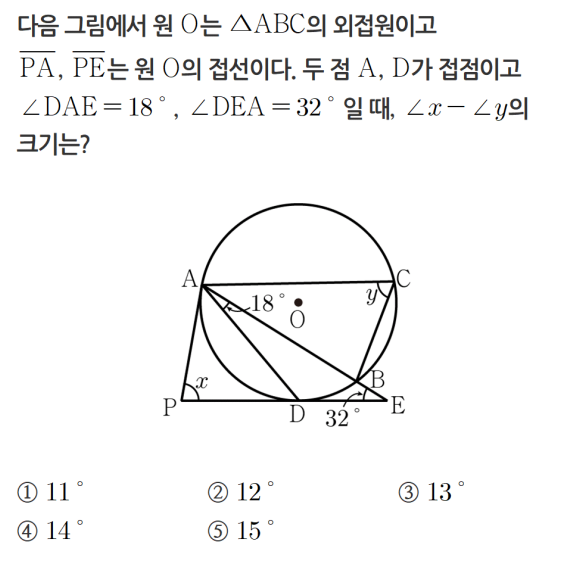 다음 그림에서 원 O는 △ABC의 외접원이고
$\overline{PA}$, $\overline{PE}$는 원 O의 접선이다. 두 점 A, D가 접점이고
∠DAE = 18°, ∠DEA = 32° 일 때, ∠x − ∠y의
크기는?
A C
18° y
O
x B
P D 32° E
① 11° ② 12° ③ 13°
④ 14° ⑤ 15°